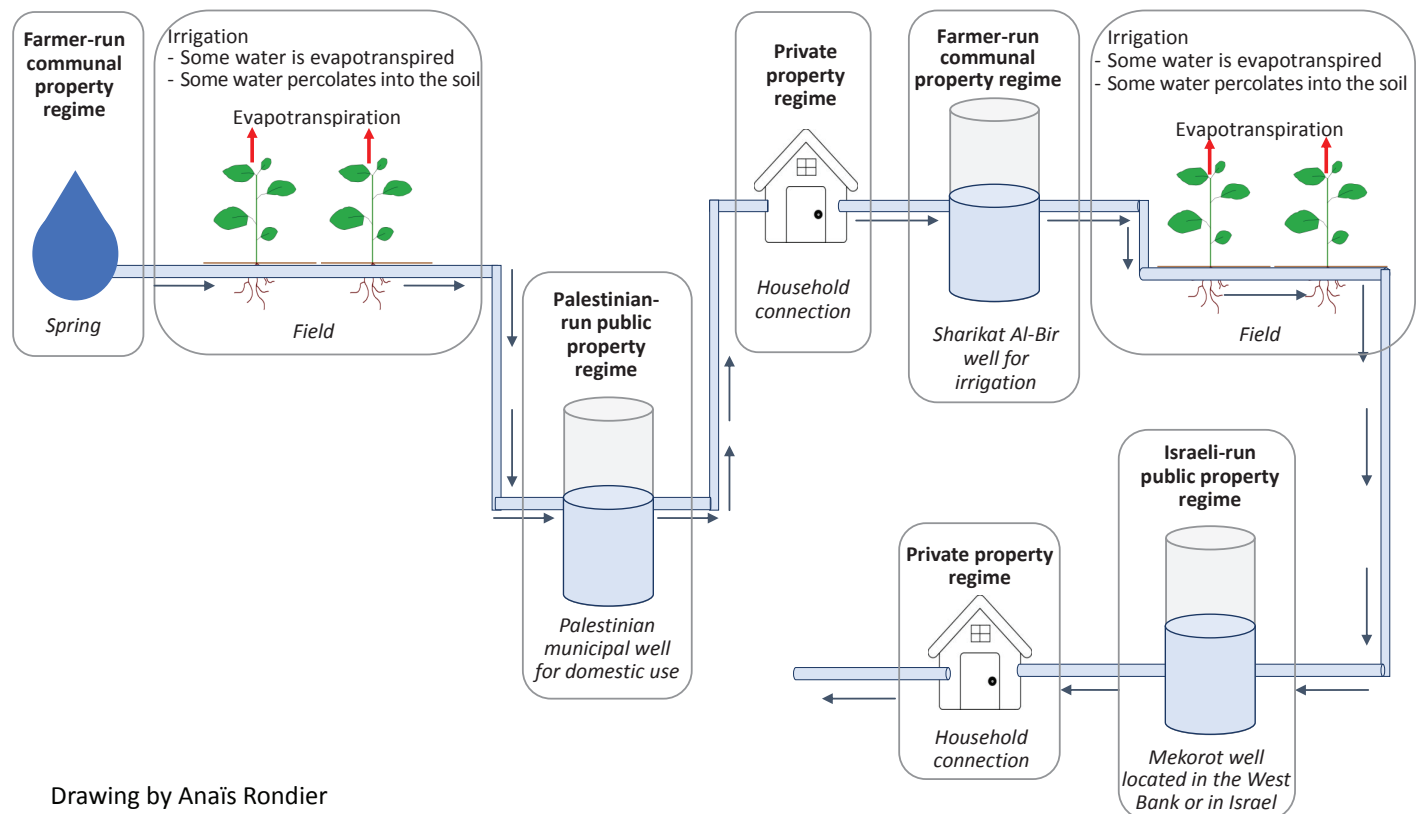 Farmer-run
communal
property
regime
Spring
Irrigation
- Some water is evapotranspired
- Some water percolates into the soil
Evapotranspiration
Field
Palestinian-
run public
property
regime
Palestinian
municipal well
for domestic use
Private
property
regime
Household
connection
Farmer-run
communal
property regime
Sharikat Al-Bir
well for
irrigation
Irrigation
- Some water is evapotranspired
- Some water percolates into the soil
Evapotranspiration
Field
Israeli-run
public property
regime
Mekorot well
located in the West
Bank or in Israel
Private property
regime
Household
connection
Drawing by Anaïs Rondier